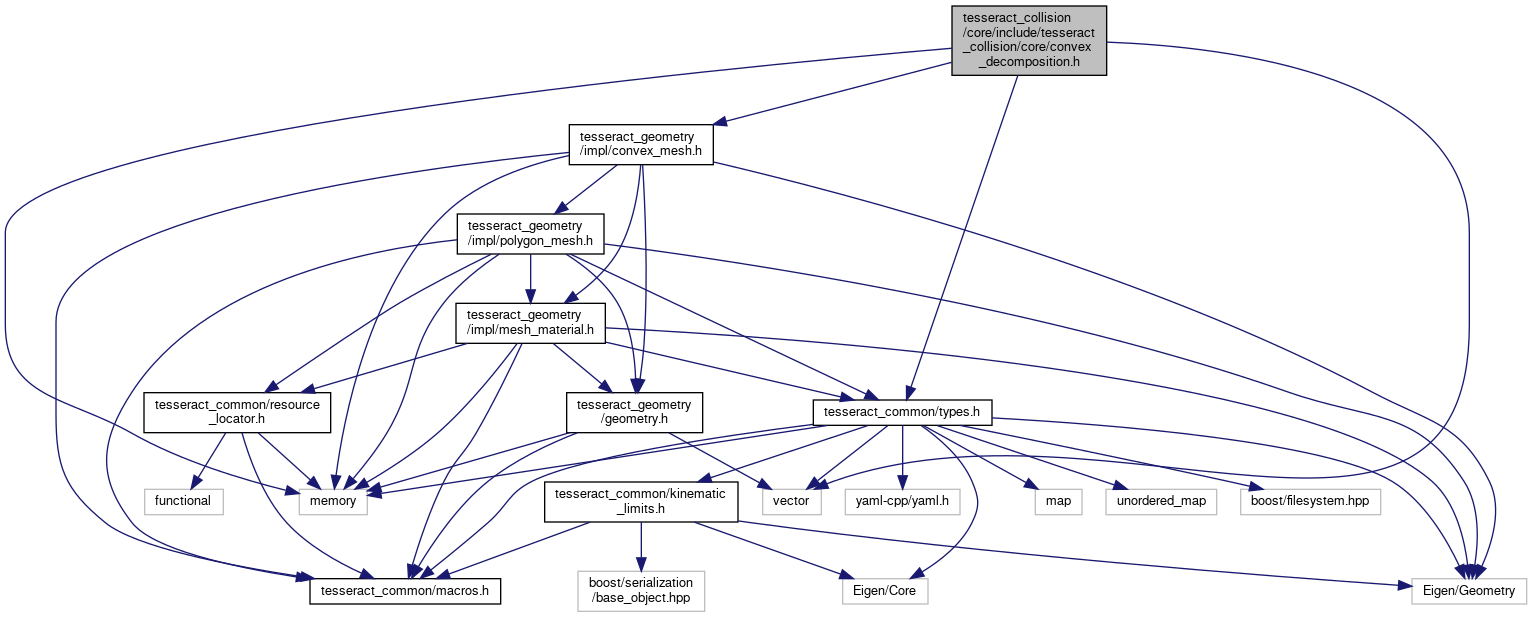 tesseract_collision
/core/include/tesseract
_collision/core/convex
_decomposition.h
tesseract_geometry
/impl/convex_mesh.h
tesseract_geometry
/impl/polygon_mesh.h
tesseract_geometry
/impl/mesh_material.h
tesseract_common/resource
_locator.h
tesseract_geometry
/geometry.h
tesseract_common/types.h
functional
memory
tesseract_common/kinematic
_limits.h
vector
yaml-cpp/yaml.h
map
unordered_map
boost/filesystem.hpp
tesseract_common/macros.h
boost/serialization
/base_object.hpp
Eigen/Core
Eigen/Geometry